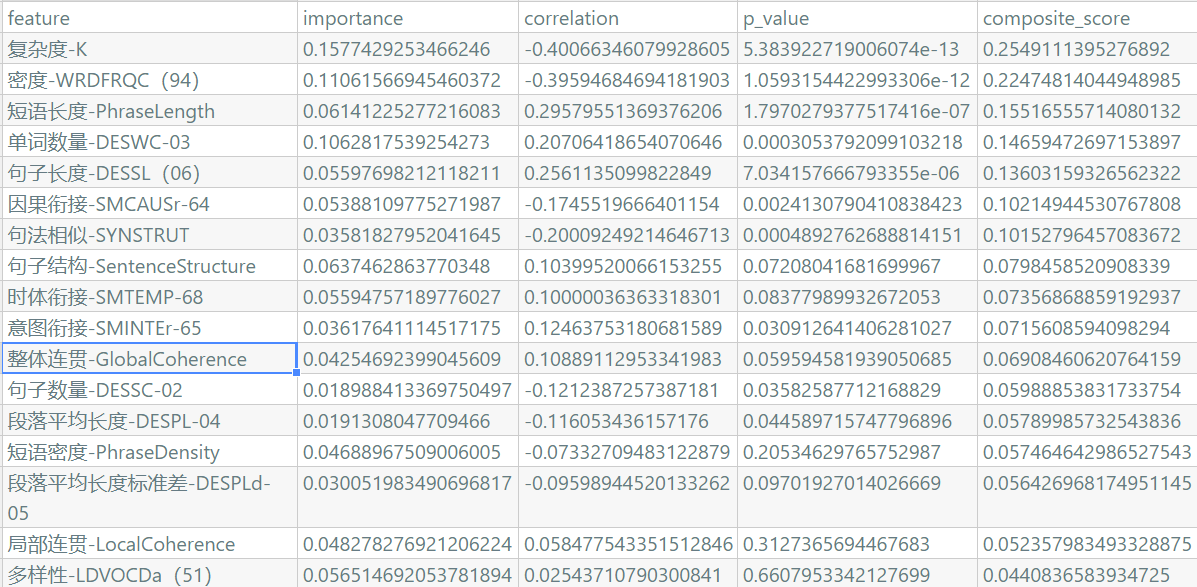 feature importance correlation p_value composite_score
复杂度-K 0.1577429253466246 -0.40066346079928605 5.383922719006074e-13 0.2549111395276892
密度-WRDFRQC（94） 0.11061566945460372 -0.39594684694181903 1.0593154422993306e-12 0.22474814044948985
短语长度-PhraseLength 0.06141225277216083 0.29579551369376206 1.7970279377517416e-07 0.15516555714080132
单词数量-DESWC-03 0.1062817539254273 0.20706418654070646 0.0003053792099103218 0.14659472697153897
句子长度-DESSL（06） 0.05597698212118211 0.2561135099822849 7.034157666793355e-06 0.13603159326562322
因果衔接-SMCAUSr-64 0.05388109775271987 -0.1745519666401154 0.0024130790410838423 0.10214944530767808
句法相似-SYNSTRUT 0.03581827952041645 -0.20009249214646713 0.0004892762688814151 0.10152796457083672
句子结构-SentenceStructure 0.0637462863770348 0.10399520066153255 0.07208041681699967 0.0798458520908339
时体衔接-SMTEMP-68 0.05594757189776027 0.10000036363318301 0.08377989932672053 0.07356868859192937
意图衔接-SMINTEr-65 0.03617641114517175 0.12463753180681589 0.030912641406281027 0.0715608594098294
整体连贯-GlobalCoherence 0.04254692399045609 0.10889112953341983 0.059594581939050685 0.06908460620764159
句子数量-DESSC-02 0.018988413369750497 -0.1212387257387181 0.03582587712168829 0.05988853831733754
段落平均长度-DESPL-04 0.0191308047709466 -0.116053436157176 0.044589715747796896 0.05789985732543836
短语密度-PhraseDensity 0.04688967509006005 -0.07332709483122879 0.20534629765752987 0.057464642986527543
段落平均长度标准差-DESPLd- 0.030051983490696817 -0.09598944520133262 0.09701927014026669 0.056426968174951145
05
局部连贯-LocalCoherence 0.048278276921206224 0.058477543351512846 0.3127365694467683 0.052357983493328875
多样性-LDVOCDa（51） 0.056514692053781894 0.02543710790300841 0.6607953342127699 0.0440836583934725